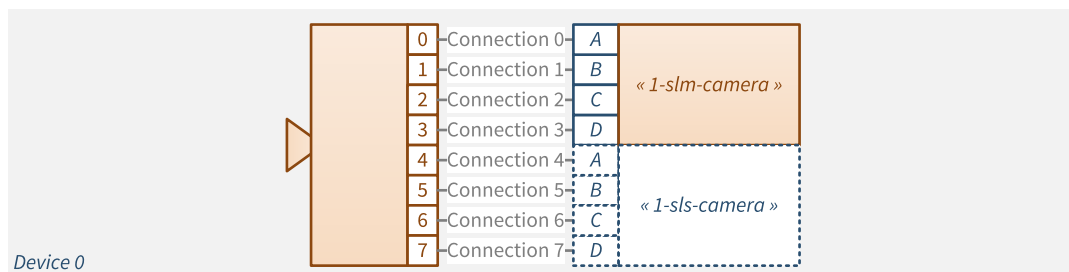 0 Connection 0 A
1 Connection 1 B
« 1-slm-camera »
2 Connection 2 C
3 Connection 3 D
4 Connection 4 A
5 Connection 5 B
« 1-sls-camera »
6 Connection 6 C
7 Connection 7 D
Device 0